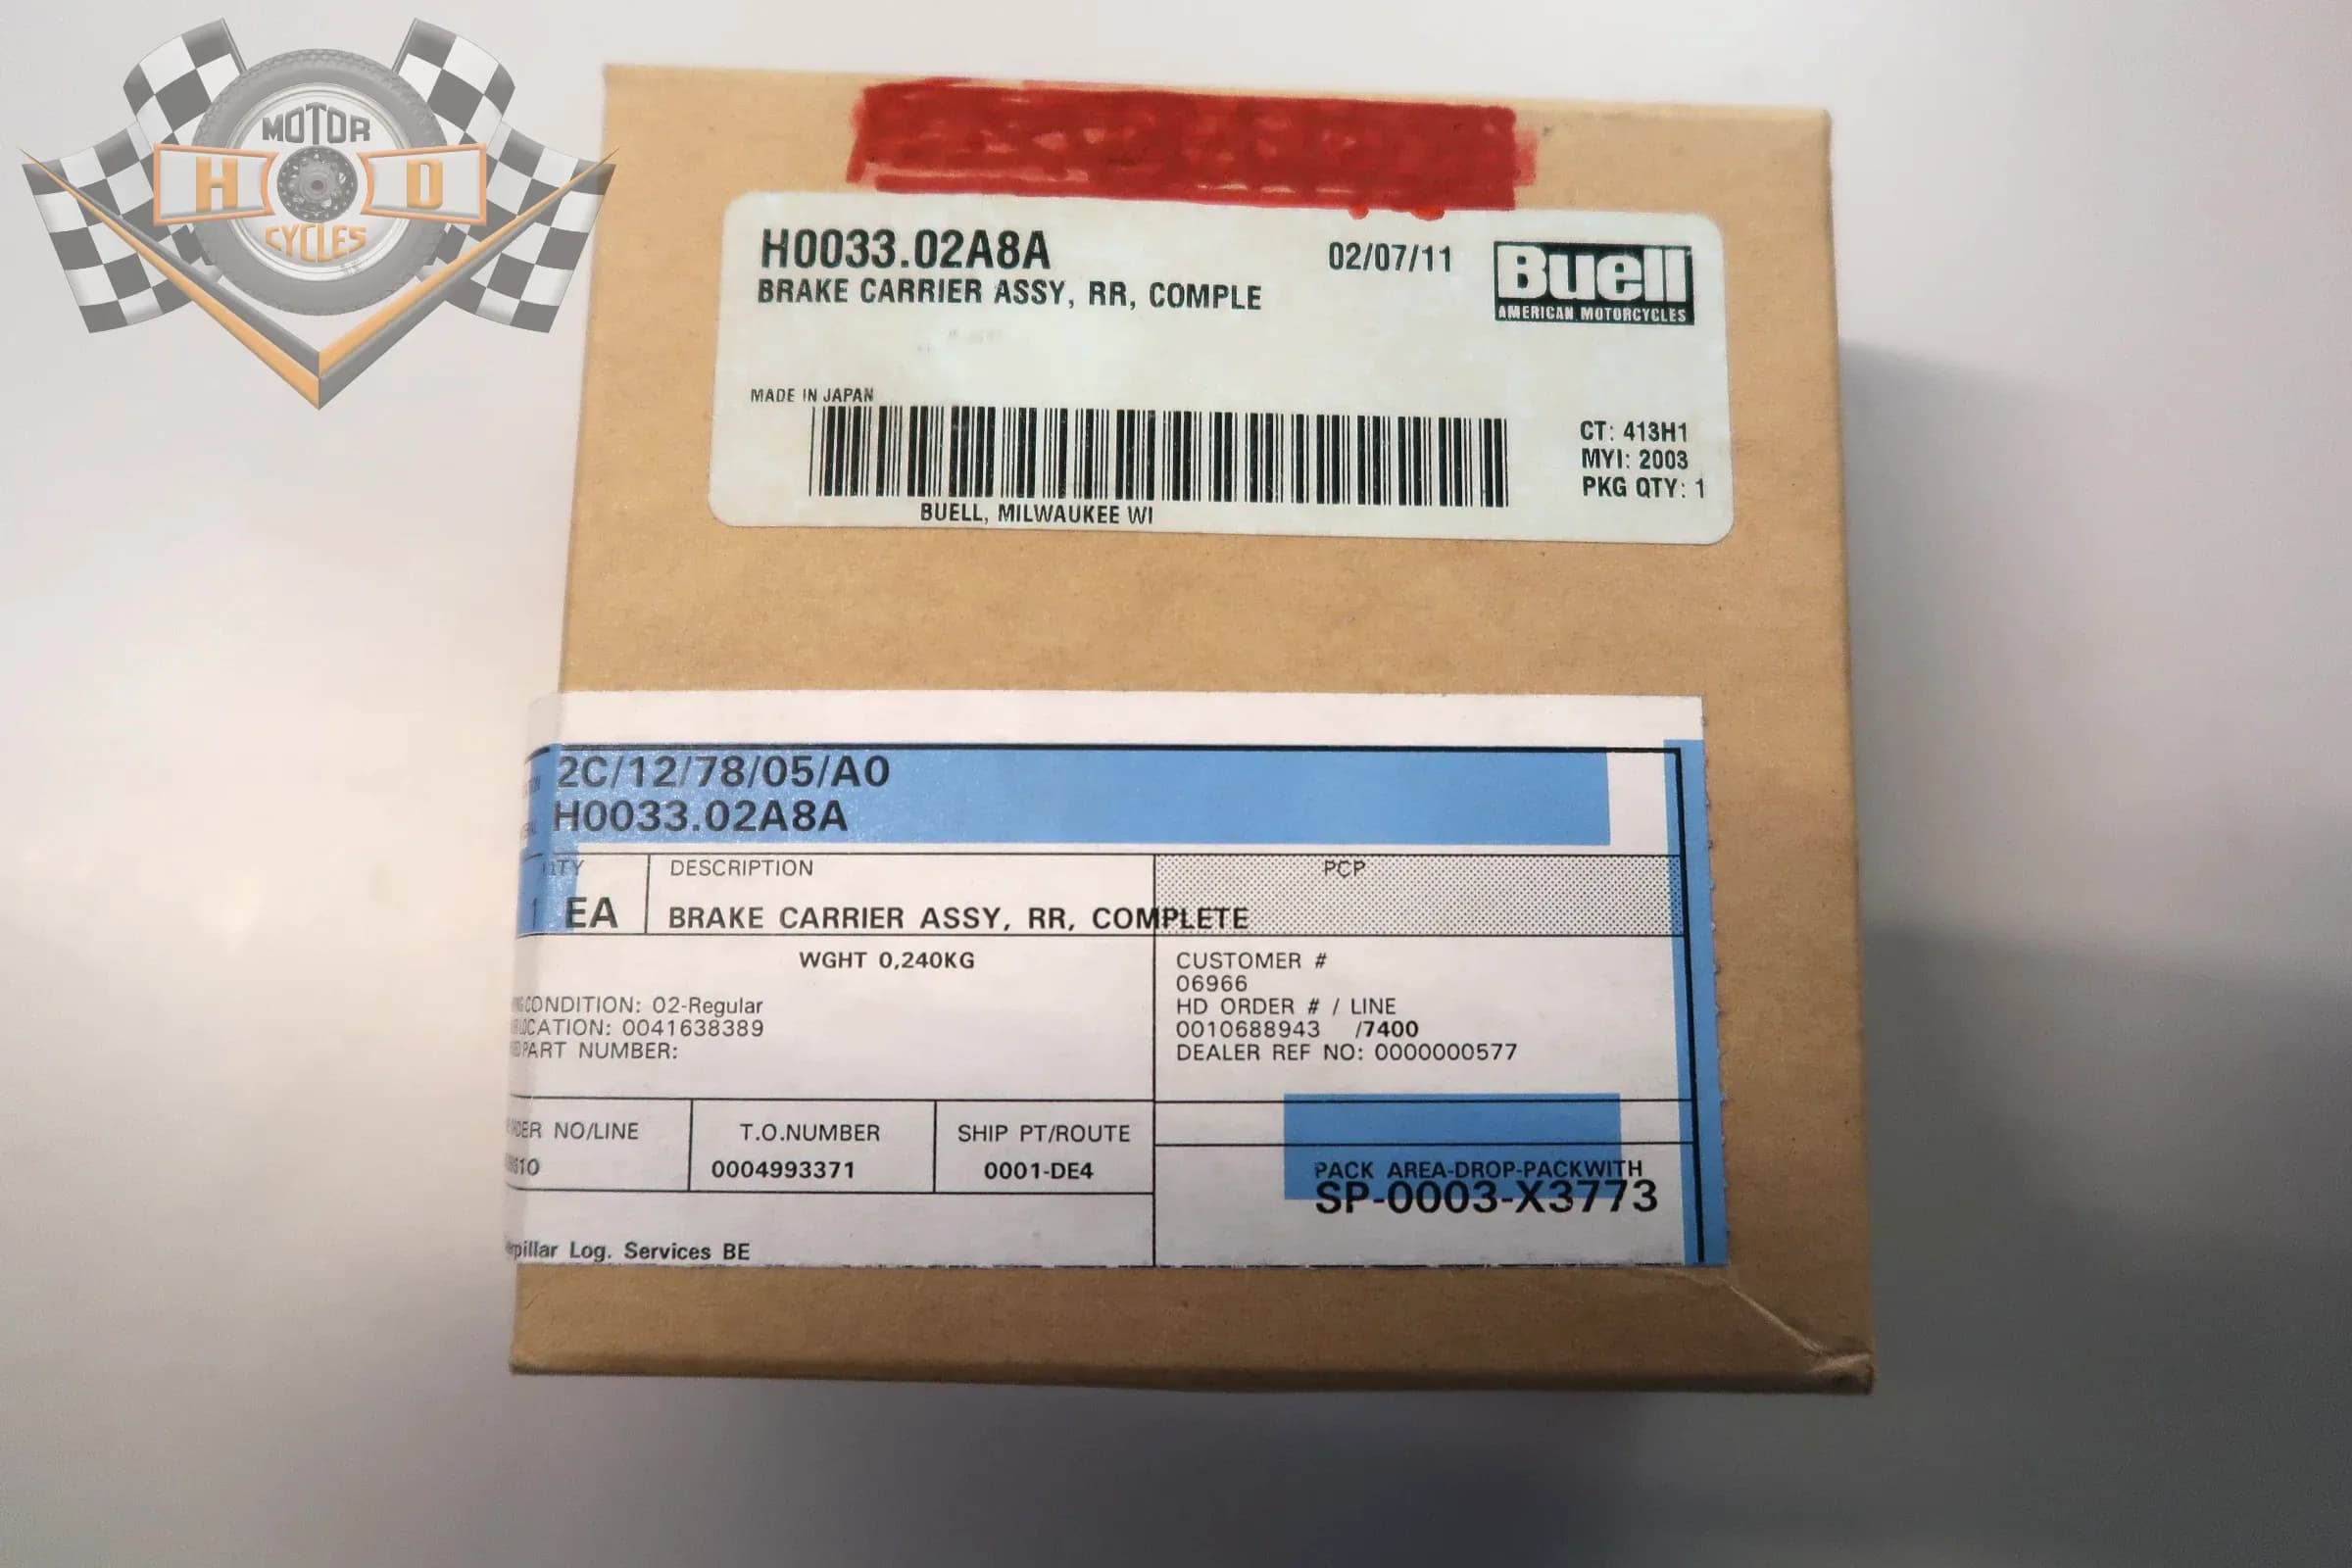 MOTOR
H D
CYCLES
H0033.02A8A 02/07/11 Buell
AMERICAN MOTORCYCLES
BRAKE CARRIER ASSY, RR, COMPLE
MADE IN JAPAN
CT: 413H1
MYI: 2003
PKG QTY: 1
BUELL, MILWAUKEE WI
2C/12/78/05/A0
H0033.02A8A
DESCRIPTION PCP
1 EA BRAKE CARRIER ASSY, RR, COMPLETE
WGHT 0,240KG
CONDITION: 02-Regular
LOCATION: 0041638389
PART NUMBER:
CUSTOMER #
06966
HD ORDER # / LINE
0010688943 /7400
DEALER REF NO: 0000000577
NO/LINE T.O.NUMBER SHIP PT/ROUTE
0004993371 0001-DE4
PACK AREA-DROP-PACKWITH
SP-0003-X3773
Log. Services BE